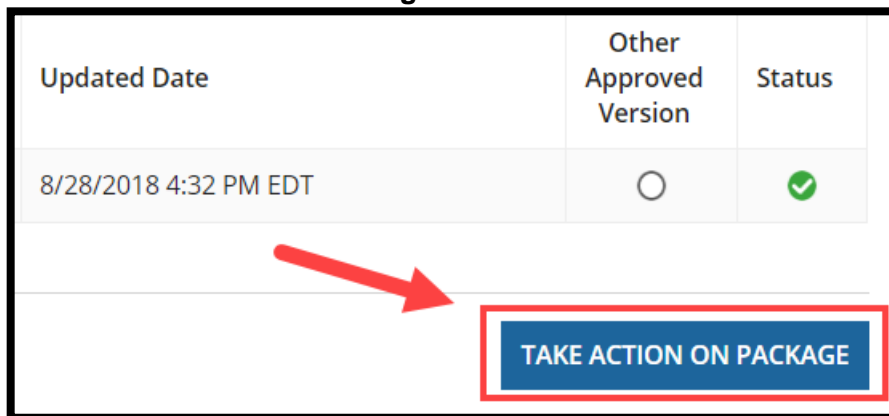 Updated Date
Other
Approved
Version
Status
8/28/2018 4:32 PM EDT
TAKE ACTION ON PACKAGE